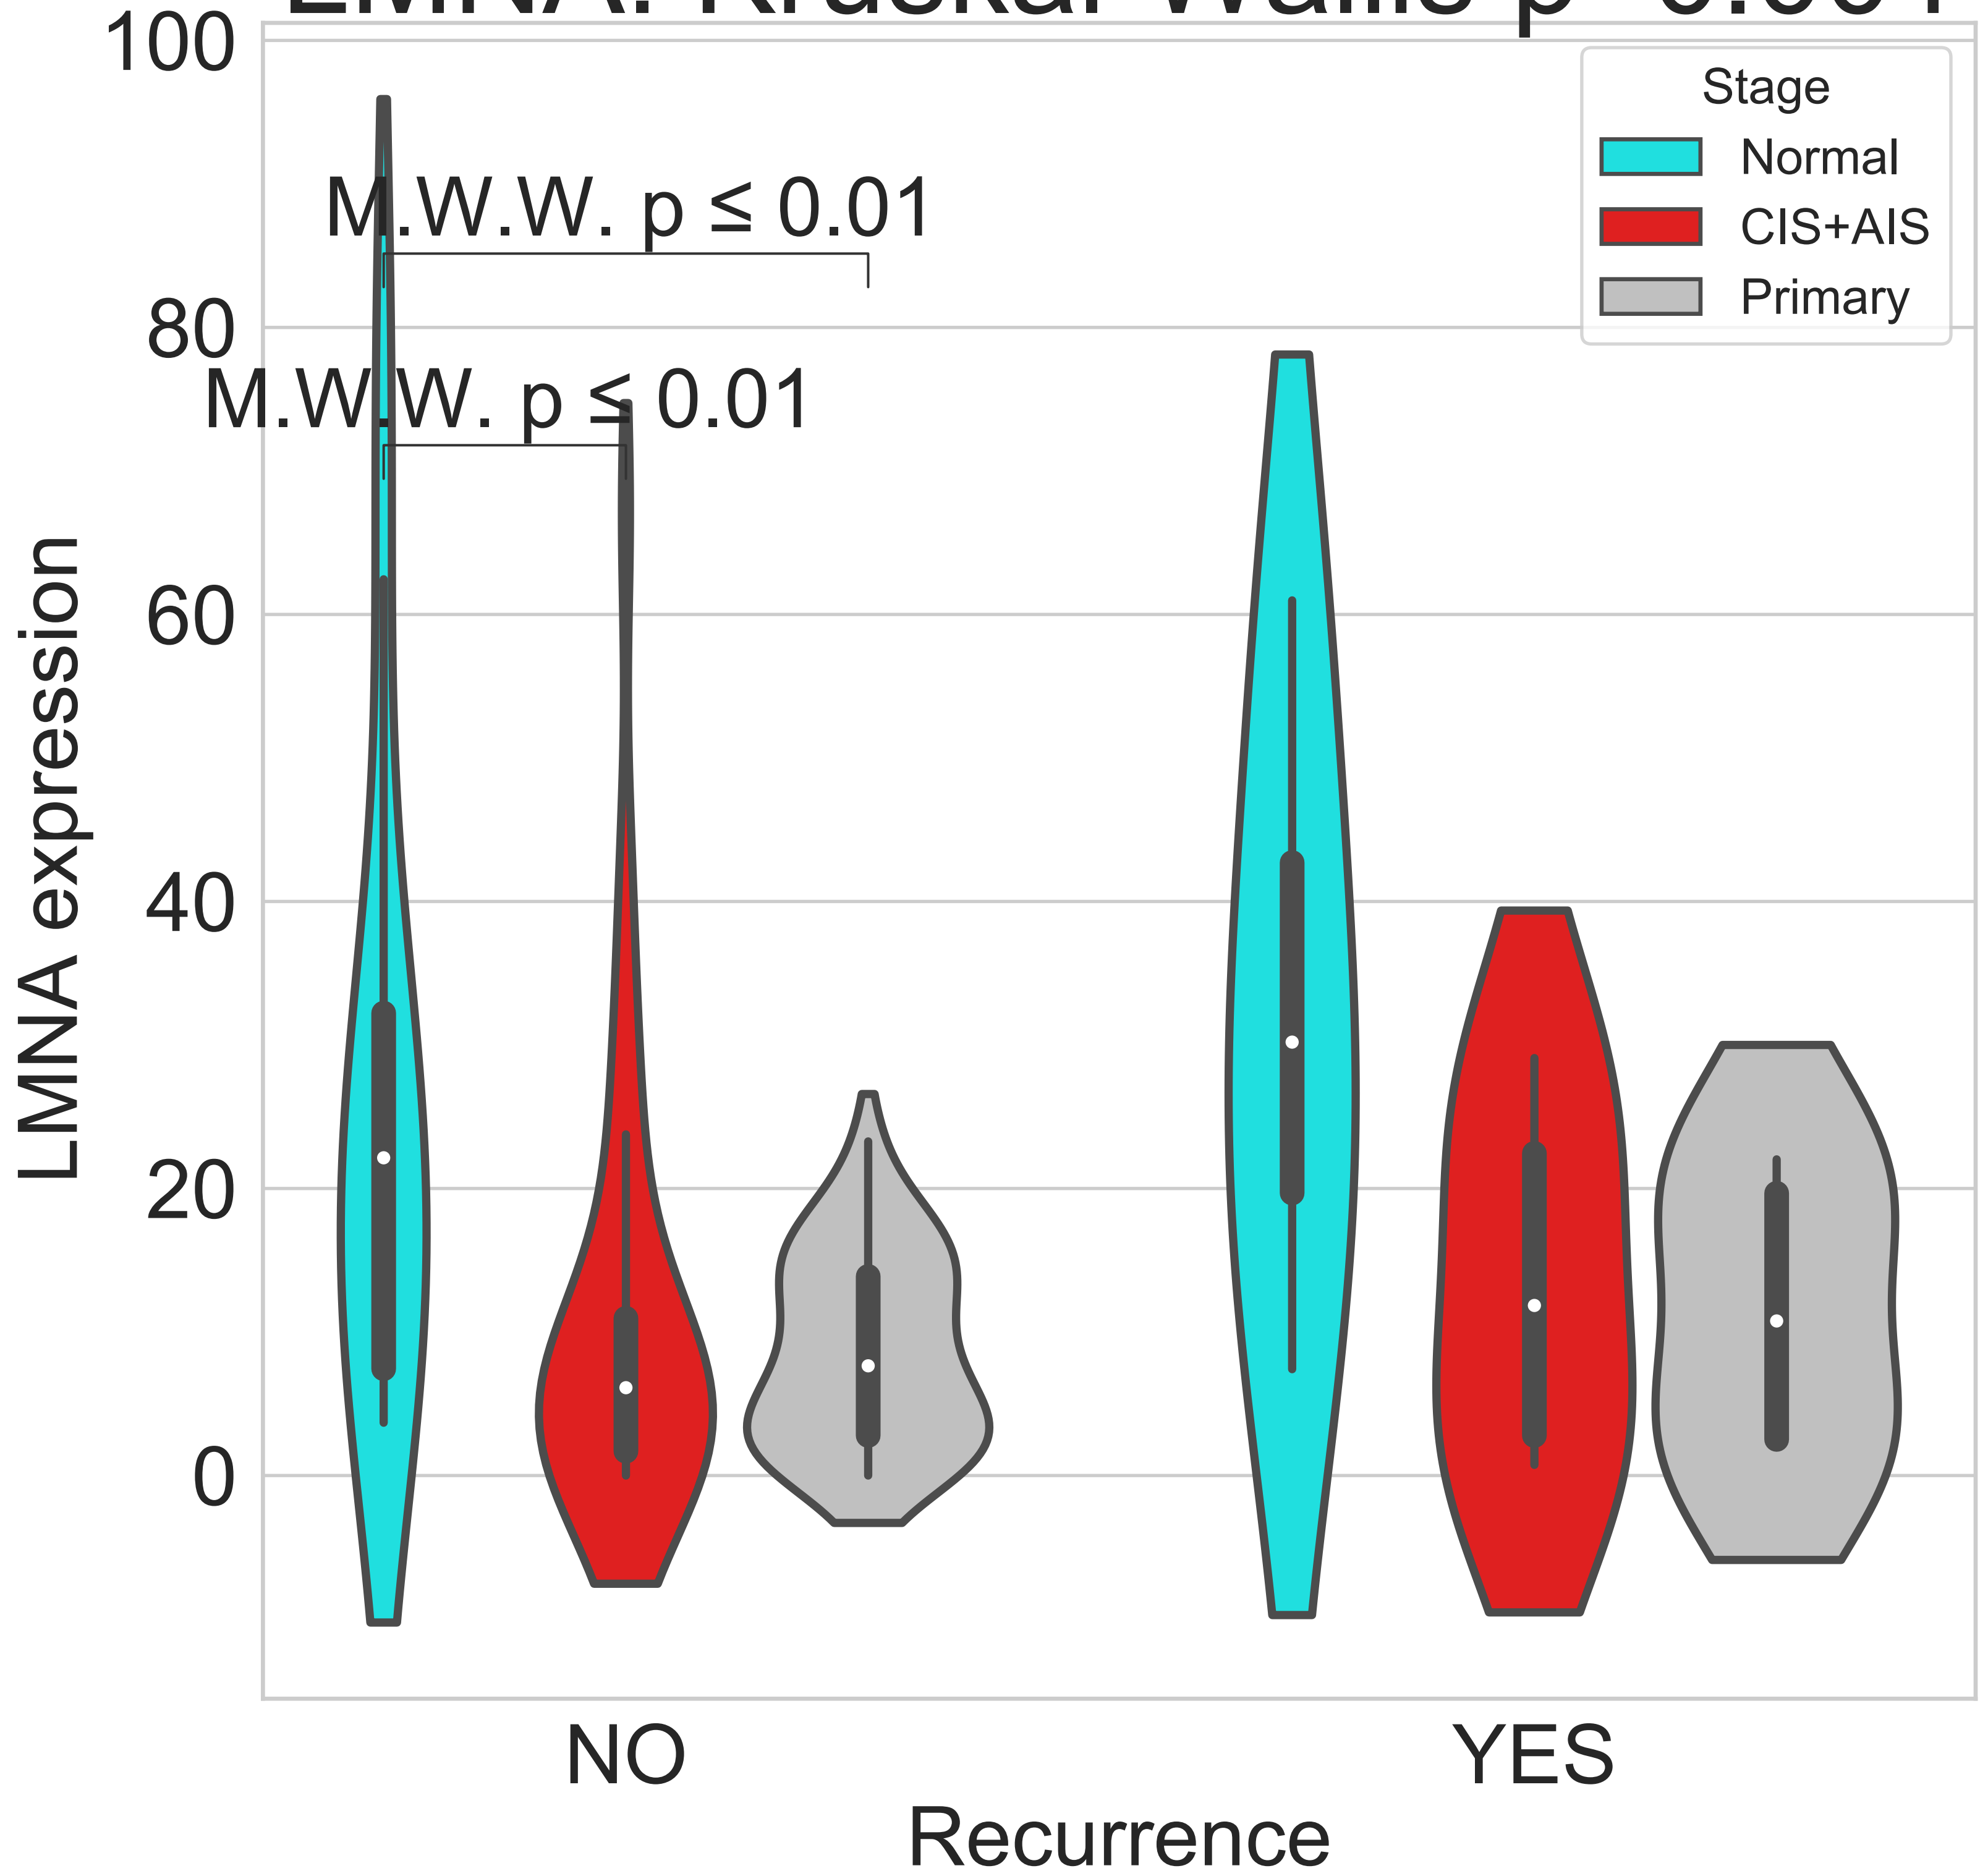 100
80
60
40
20
0
LMNA expression
M.W.W. p ≤ 0.01
M.W.W. p ≤ 0.01
Stage
Normal
CIS+AIS
Primary
NO
YES
Recurrence